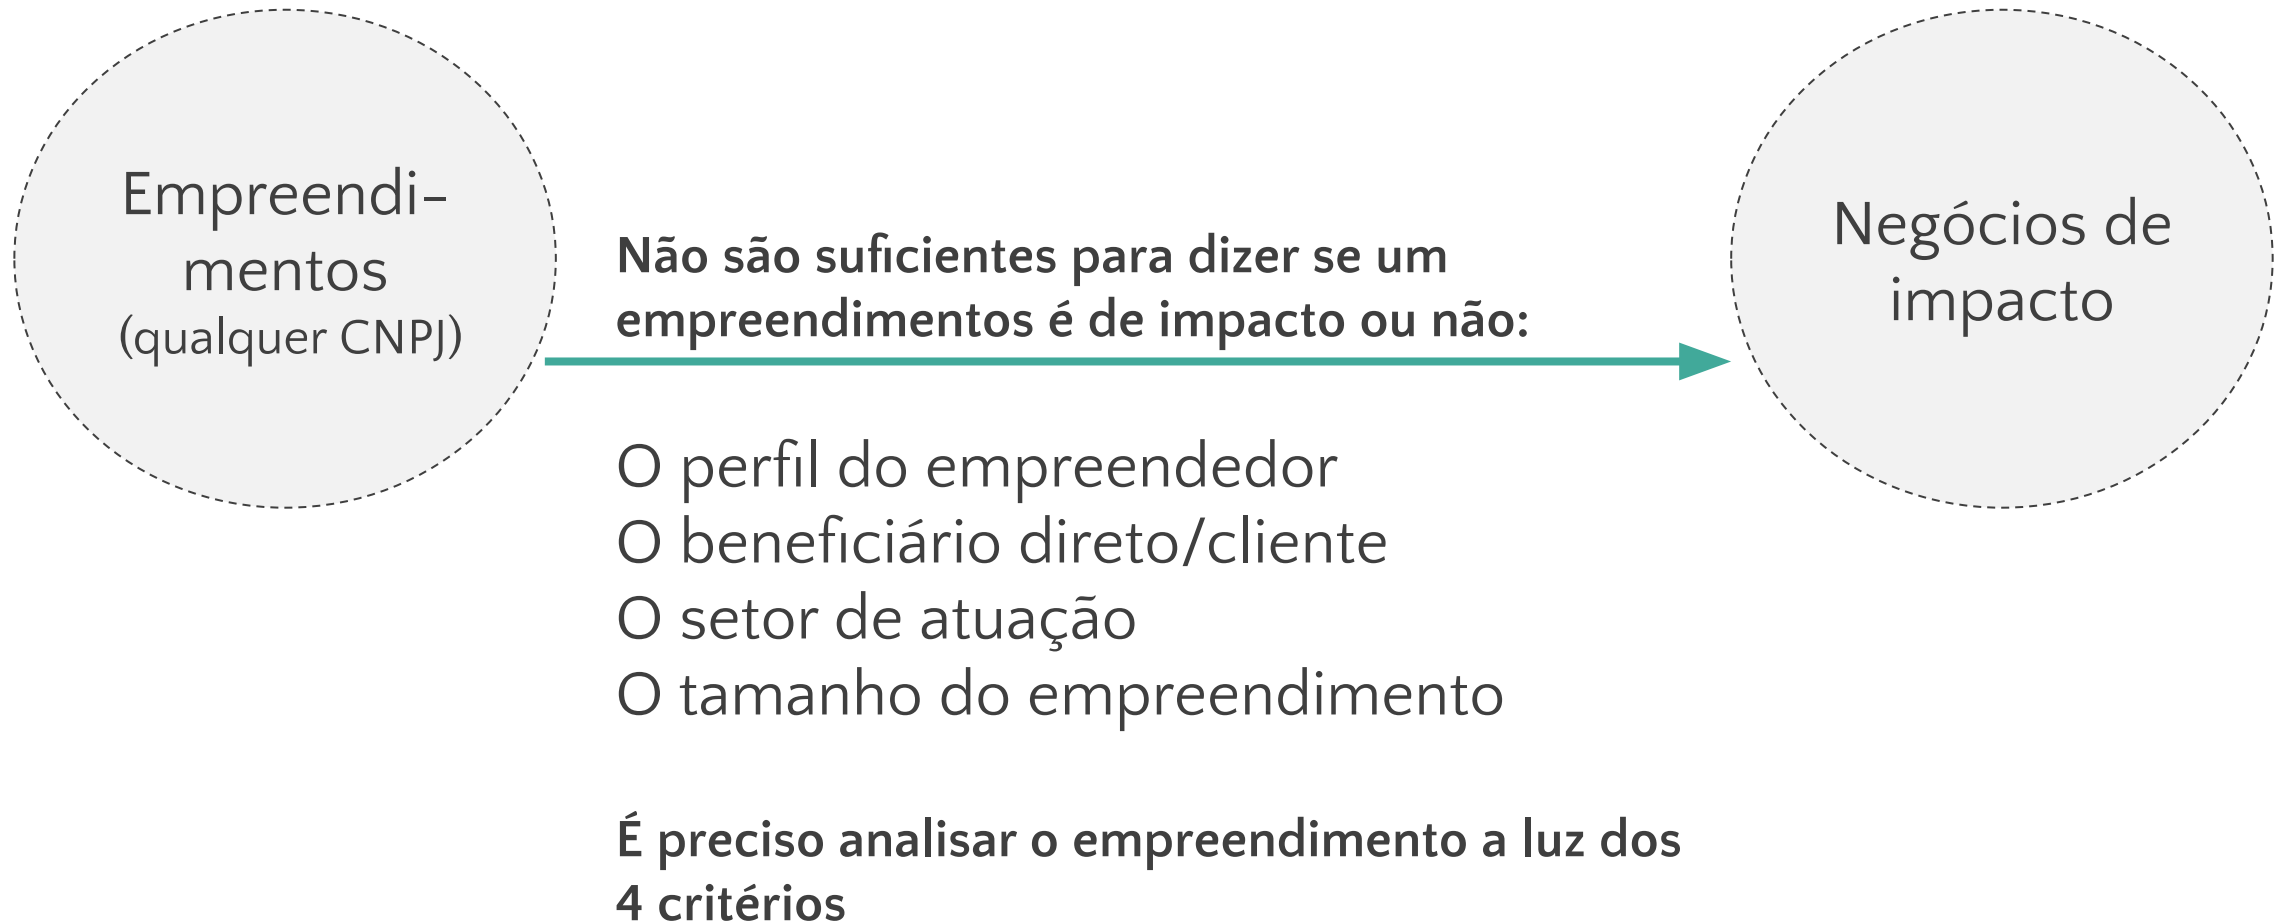 Empreendi-
mentos
(qualquer CNPJ)
Não são suficientes para dizer se um
empreendimentos é de impacto ou não:
Negócios de
impacto
O perfil do empreendedor
O beneficiário direto/cliente
O setor de atuação
O tamanho do empreendimento
É preciso analisar o empreendimento a luz dos
4 critérios